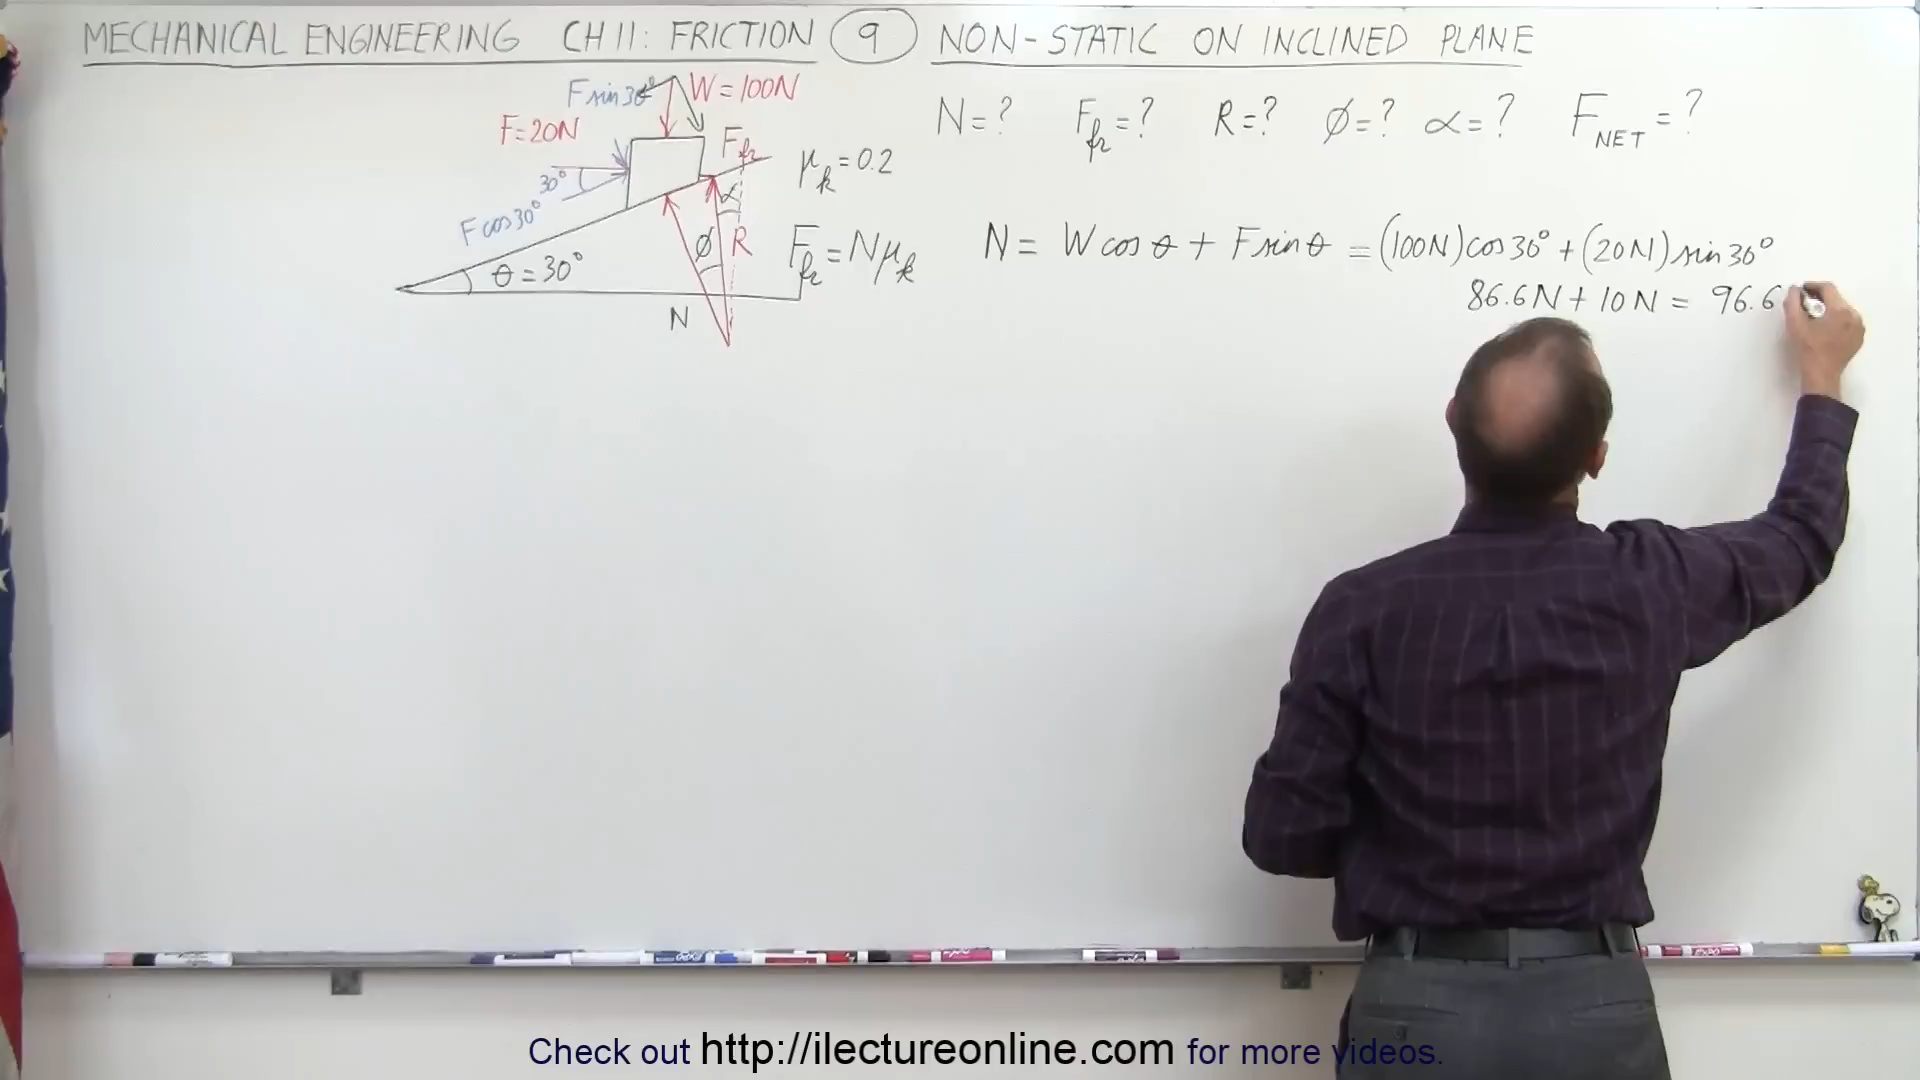 MECHANICAL ENGINEERING CH 11: FRICTION 9 NON-STATIC ON INCLINED PLANE
F sin 30° W = 100N
F = 20N
N = ? F_fr = ? R = ? ϕ = ? α = ? F_NET = ?
F_fr
μ_k = 0.2
30°
α
F cos 30°
ϕ R
F_fr = Nμ_k
N = W cos θ + F sin θ = (100N) cos 30° + (20N) sin 30°
θ = 30°
86.6N + 10N = 96.6
N
Check out http://ilectureonline.com for more videos.